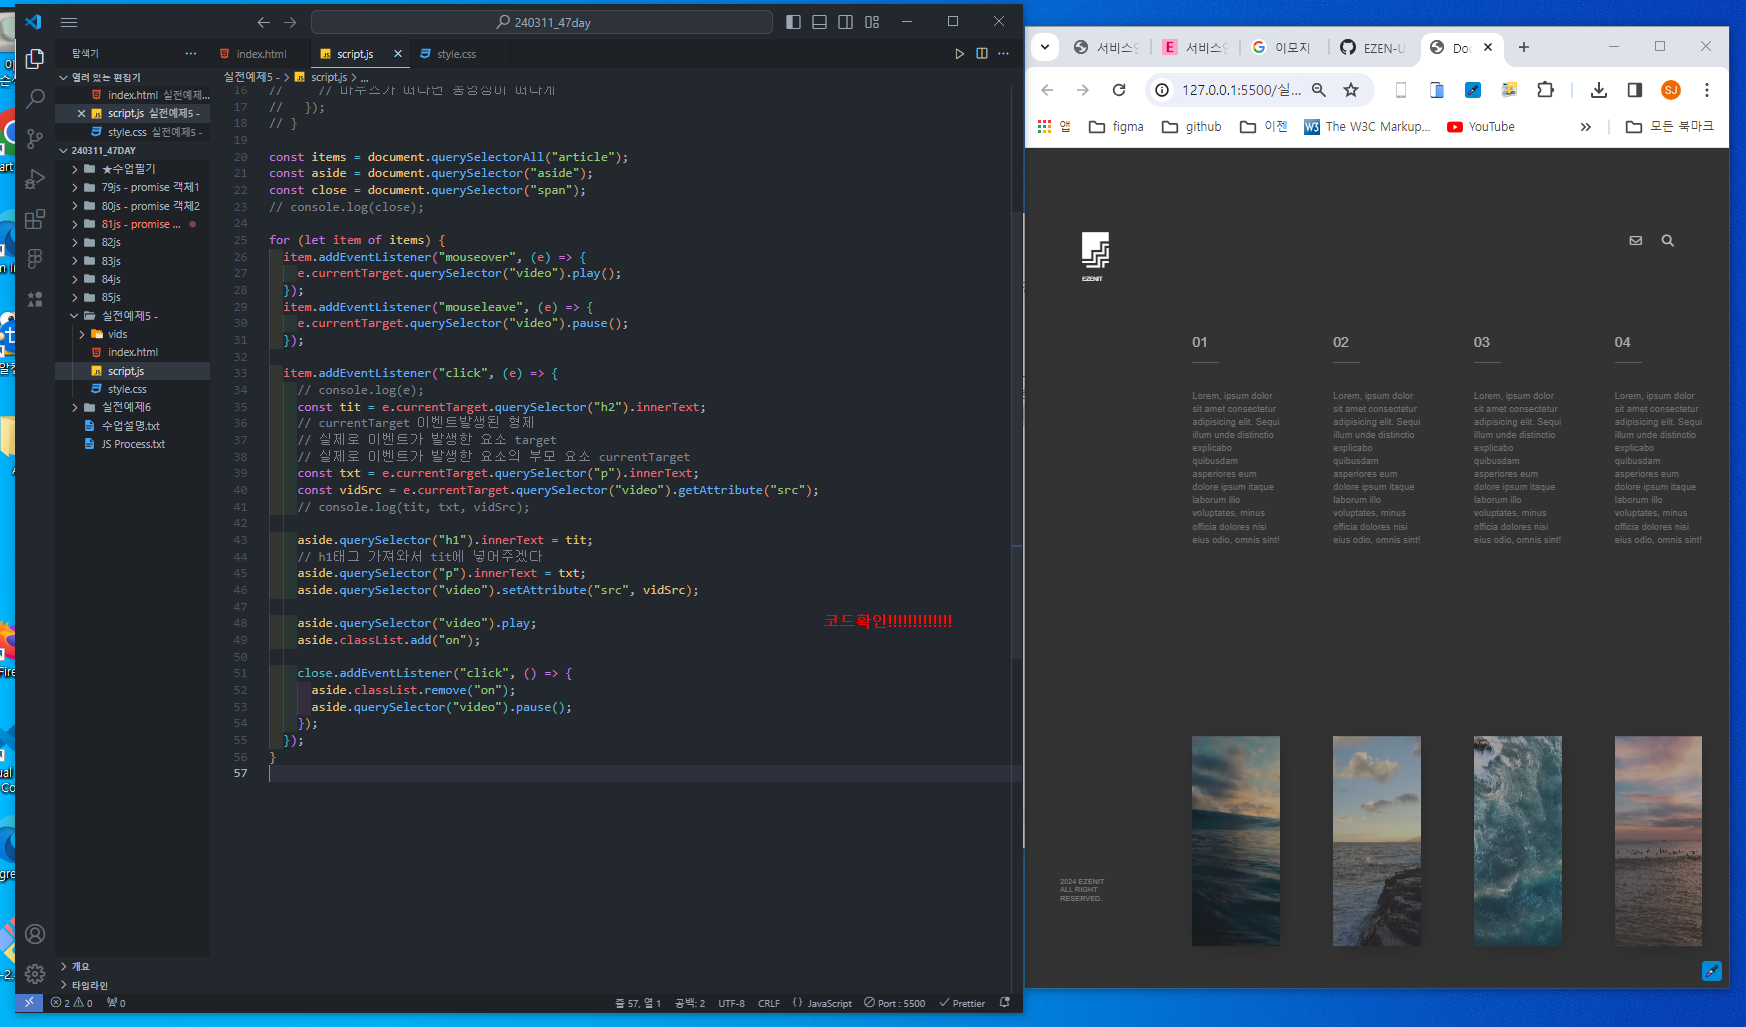 240311_47day
탐색기
index.html
script.js
style.css
실전예제5 - > script.js > ...
열려 있는 편집기
index.html 실전예제...
script.js 실전예제5 -
style.css 실전예제5 -
240311_47DAY
★수업필기
79js - promise 객체1
80js - promise 객체2
81js - promise ...
82js
83js
84js
85js
실전예제5 -
vids
index.html
script.js
style.css
실전예제6
수업설명.txt
JS Process.txt
개요
타임라인
16 // // 마우스가 떠나면 동영상이 떠나게
17 // });
18 // }
19
20 const items = document.querySelectorAll("article");
21 const aside = document.querySelector("aside");
22 const close = document.querySelector("span");
23 // console.log(close);
24
25 for (let item of items) {
26 item.addEventListener("mouseover", (e) => {
27 e.currentTarget.querySelector("video").play();
28 });
29 item.addEventListener("mouseleave", (e) => {
30 e.currentTarget.querySelector("video").pause();
31 });
32
33 item.addEventListener("click", (e) => {
34 // console.log(e);
35 const tit = e.currentTarget.querySelector("h2").innerText;
36 // currentTarget 이벤트발생된 형제
37 // 실제로 이벤트가 발생한 요소 target
38 // 실제로 이벤트가 발생한 요소의 부모 요소 currentTarget
39 const txt = e.currentTarget.querySelector("p").innerText;
40 const vidSrc = e.currentTarget.querySelector("video").getAttribute("src");
41 // console.log(tit, txt, vidSrc);
42
43 aside.querySelector("h1").innerText = tit;
44 // h1태그 가져와서 tit에 넣어주겠다
45 aside.querySelector("p").innerText = txt;
46 aside.querySelector("video").setAttribute("src", vidSrc);
47
48 aside.querySelector("video").play;
코드확인!!!!!!!!!!!!!
49 aside.classList.add("on");
50
51 close.addEventListener("click", () => {
52 aside.classList.remove("on");
53 aside.querySelector("video").pause();
54 });
55 });
56 }
57
2 0 0
줄 57, 열 1 공백: 2 UTF-8 CRLF {} JavaScript Port : 5500 Prettier
서비스
E 서비스
이모지
EZEN-U
Doc
127.0.0.1:5500/실...
SJ
앱 figma github 이젠 W3 The W3C Markup... YouTube » 모든 북마크
EZENIT
01
Lorem, ipsum dolor
sit amet consectetur
adipisicing elit. Sequi
illum unde distinctio
explicabo
quibusdam
asperiores eum
dolore ipsum itaque
laborum illo
voluptates, minus
officia dolores nisi
eius odio, omnis sint!
02
Lorem, ipsum dolor
sit amet consectetur
adipisicing elit. Sequi
illum unde distinctio
explicabo
quibusdam
asperiores eum
dolore ipsum itaque
laborum illo
voluptates, minus
officia dolores nisi
eius odio, omnis sint!
03
Lorem, ipsum dolor
sit amet consectetur
adipisicing elit. Sequi
illum unde distinctio
explicabo
quibusdam
asperiores eum
dolore ipsum itaque
laborum illo
voluptates, minus
officia dolores nisi
eius odio, omnis sint!
04
Lorem, ipsum dolor
sit amet consectetur
adipisicing elit. Sequi
illum unde distinctio
explicabo
quibusdam
asperiores eum
dolore ipsum itaque
laborum illo
voluptates, minus
officia dolores nisi
eius odio, omnis sint!
2024 EZENIT
ALL RIGHT
RESERVED.